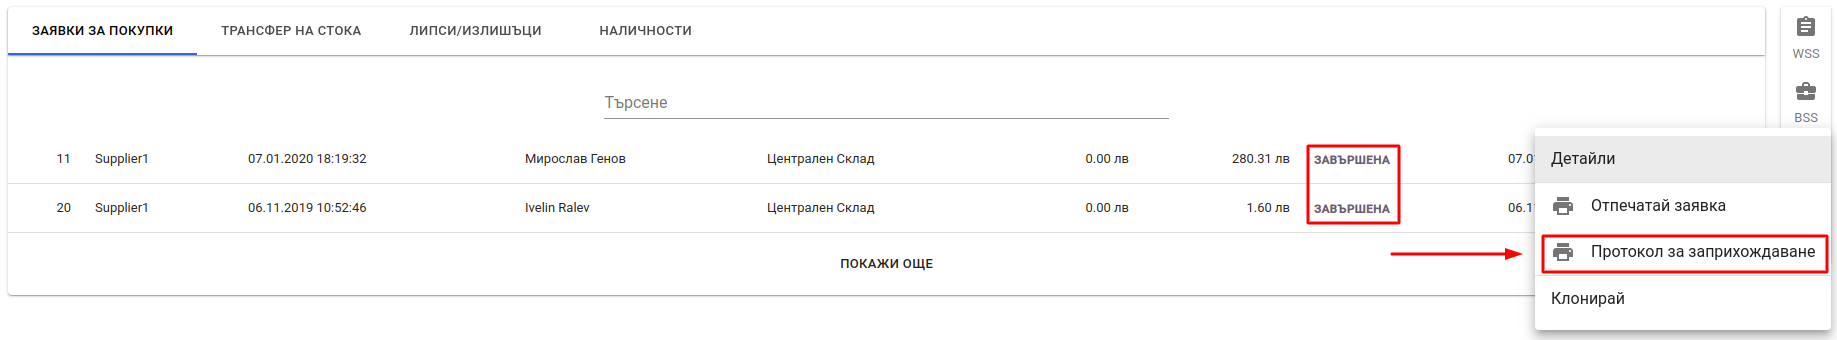 ЗАЯВКИ ЗА ПОКУПКИ ТРАНСФЕР НА СТОКА ЛИПСИ/ИЗЛИШЪЦИ НАЛИЧНОСТИ
WSS
Търсене
BSS
11 Supplier1 07.01.2020 18:19:32 Мирослав Генов Централен Склад 0.00 лв 280.31 лв ЗАВЪРШЕНА 07.0
Детайли
20 Supplier1 06.11.2019 10:52:46 Ivelin Ralev Централен Склад 0.00 лв 1.60 лв ЗАВЪРШЕНА 06.1
Отпечатай заявка
Протокол за заприхождаване
ПОКАЖИ ОЩЕ
Клонирай